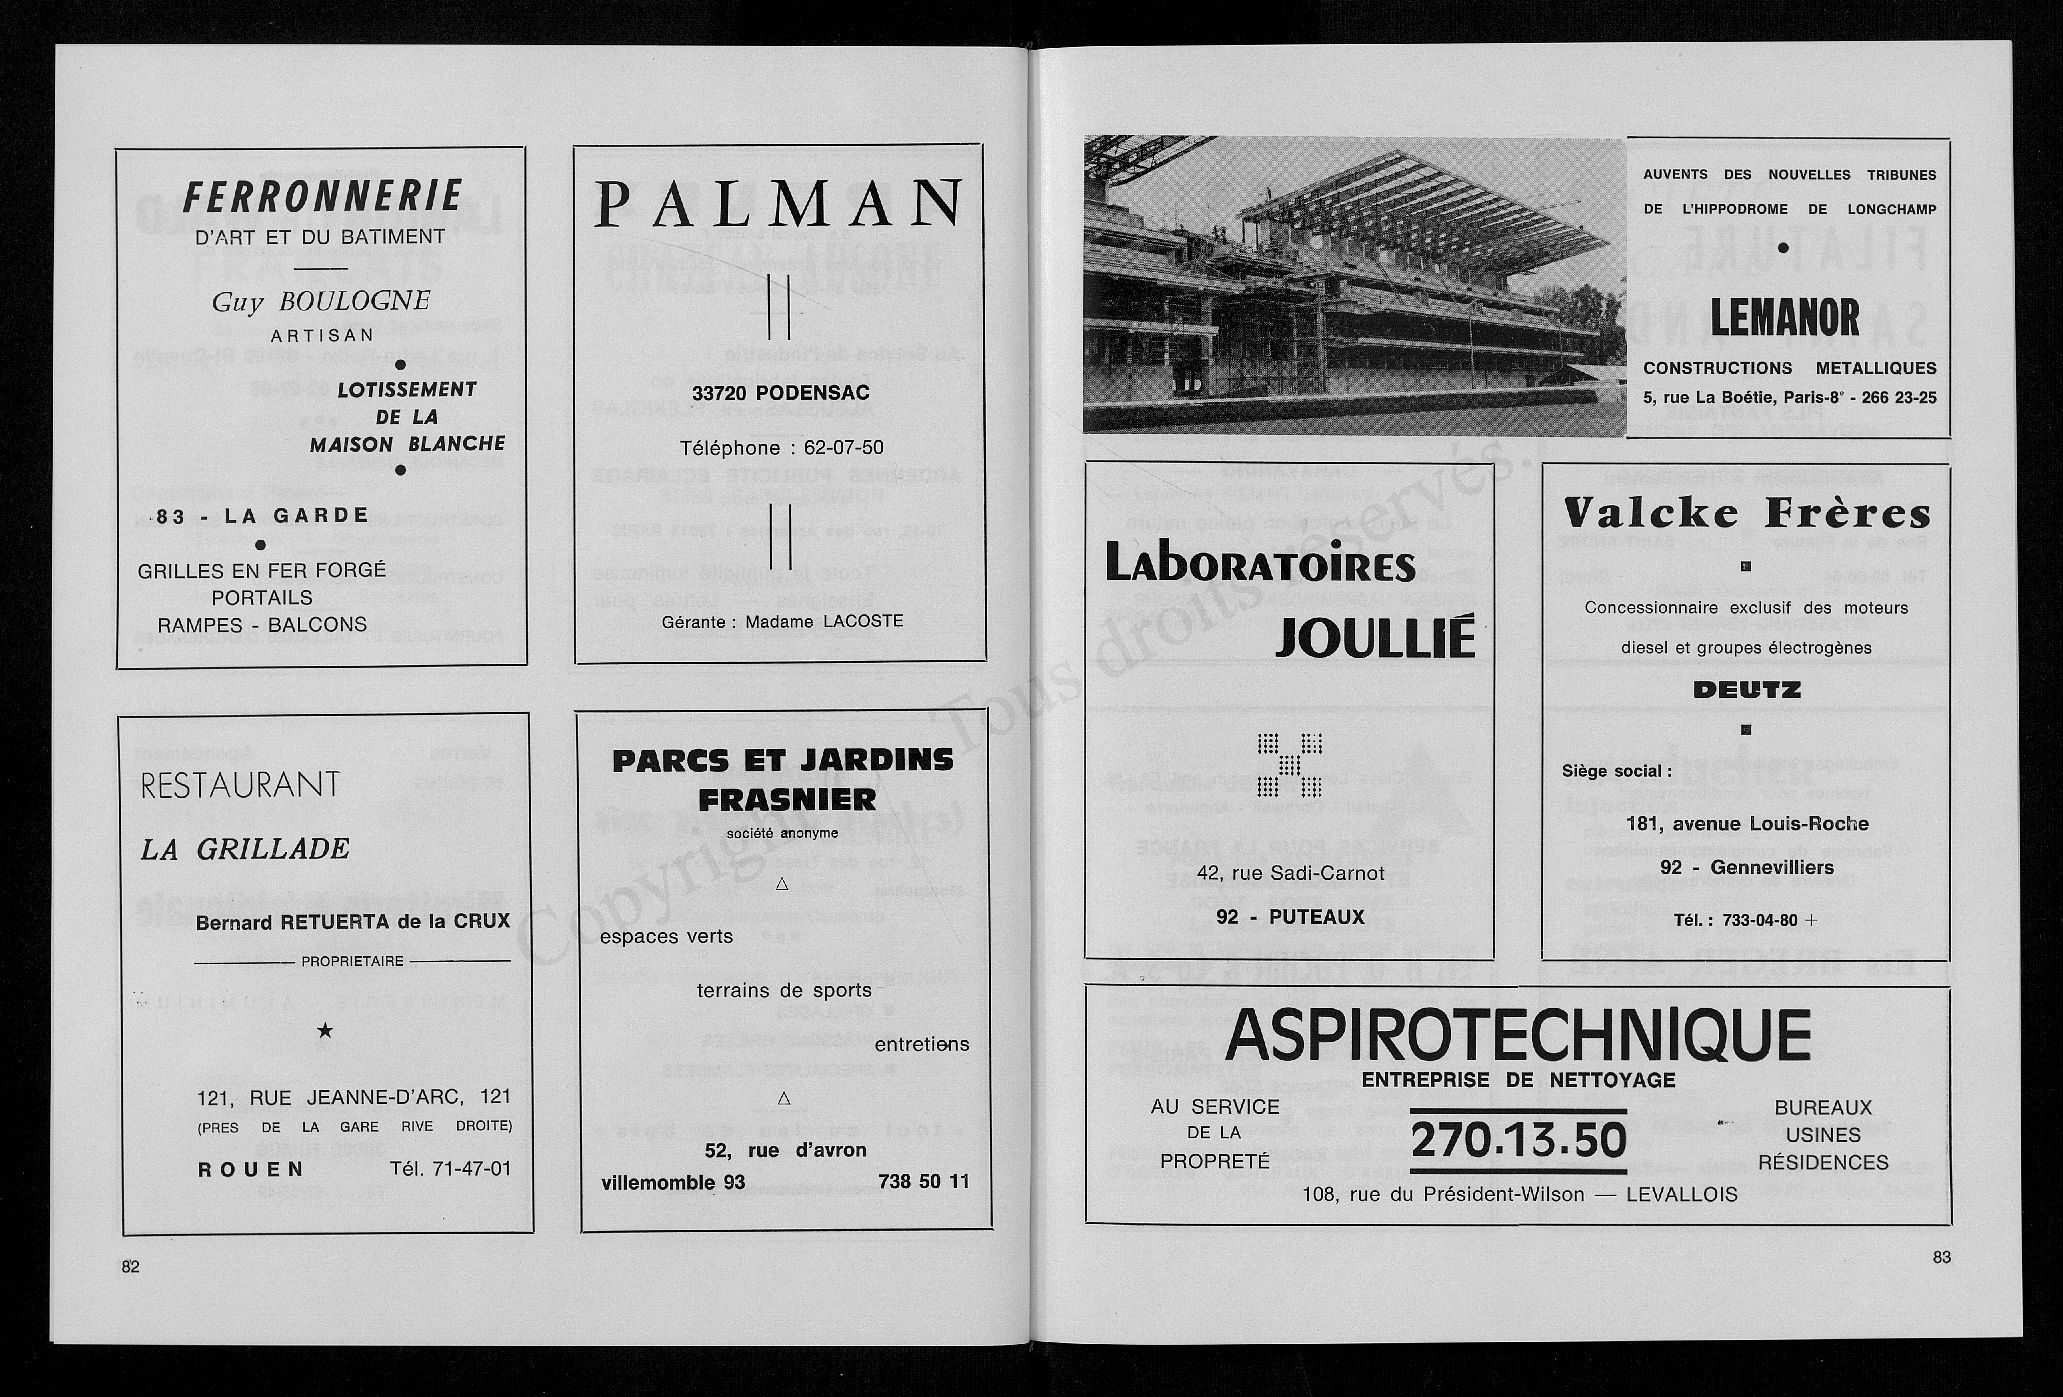 FERRONNERIE
D'ART ET DU BATIMENT
Guy BOULOGNE
ARTISAN
LOTISSEMENT
DE LA
MAISON BLANCHE
83 - LA GARDE
GRILLES EN FER FORGÉ
PORTAILS
RAMPES - BALCONS
PALMAN
33720 PODENSAC
Téléphone : 62-07-50
Gérante : Madame LACOSTE
RESTAURANT
LA GRILLADE
Bernard RETUERTA de la CRUX
PROPRIETAIRE
121, RUE JEANNE-D'ARC, 121
(PRES DE LA GARE RIVE DROITE)
ROUEN Tél. 71-47-01
PARCS ET JARDINS
FRASNIER
société anonyme
espaces verts
terrains de sports
entretiens
52, rue d'avron
villemomble 93 738 50 11
82
AUVENTS DES NOUVELLES TRIBUNES
DE L'HIPPODROME DE LONGCHAMP
LEMANOR
CONSTRUCTIONS METALLIQUES
5, rue La Boétie, Paris-8e - 266 23-25
LABORATOIRES
JOULLIÉ
42, rue Sadi-Carnot
92 - PUTEAUX
Valcke Frères
Concessionnaire exclusif des moteurs
diesel et groupes électrogènes
DEUTZ
Siège social :
181, avenue Louis-Roche
92 - Gennevilliers
Tél. : 733-04-80 +
ASPIROTECHNIQUE
ENTREPRISE DE NETTOYAGE
AU SERVICE
DE LA
PROPRETÉ
270.13.50
BUREAUX
USINES
RÉSIDENCES
108, rue du Président-Wilson — LEVALLOIS
83
Copyright Tous droits réservés.